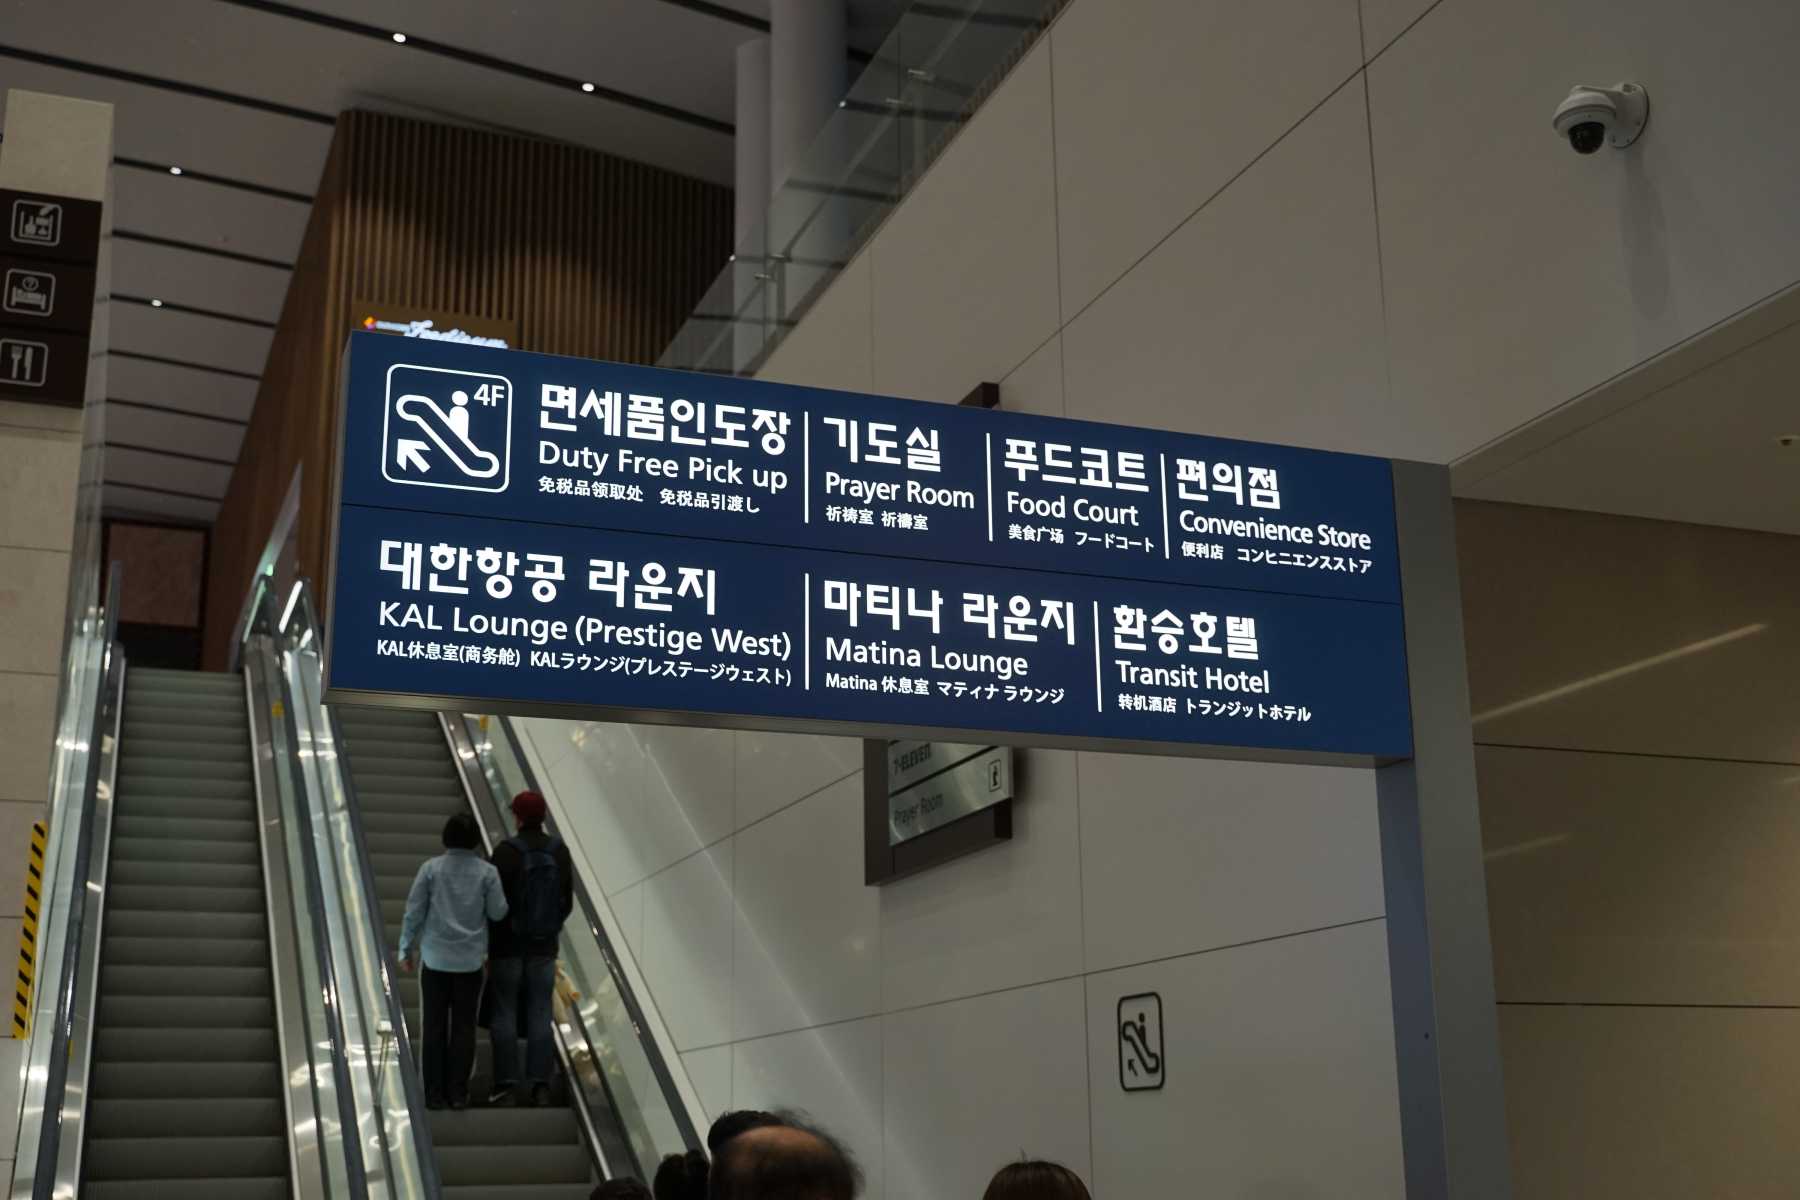 Foodieum
4F
면세품인도장
Duty Free Pick up
免税品领取处 免税品引渡し
기도실
Prayer Room
祈祷室 祈禱室
푸드코트
Food Court
美食广场 フードコート
편의점
Convenience Store
便利店 コンビニエンスストア
대한항공 라운지
KAL Lounge (Prestige West)
KAL休息室(商务舱) KALラウンジ(プレステージウェスト)
마티나 라운지
Matina Lounge
Matina 休息室 マティナ ラウンジ
환승호텔
Transit Hotel
转机酒店 トランジットホテル
7-ELEVEN
Prayer Room